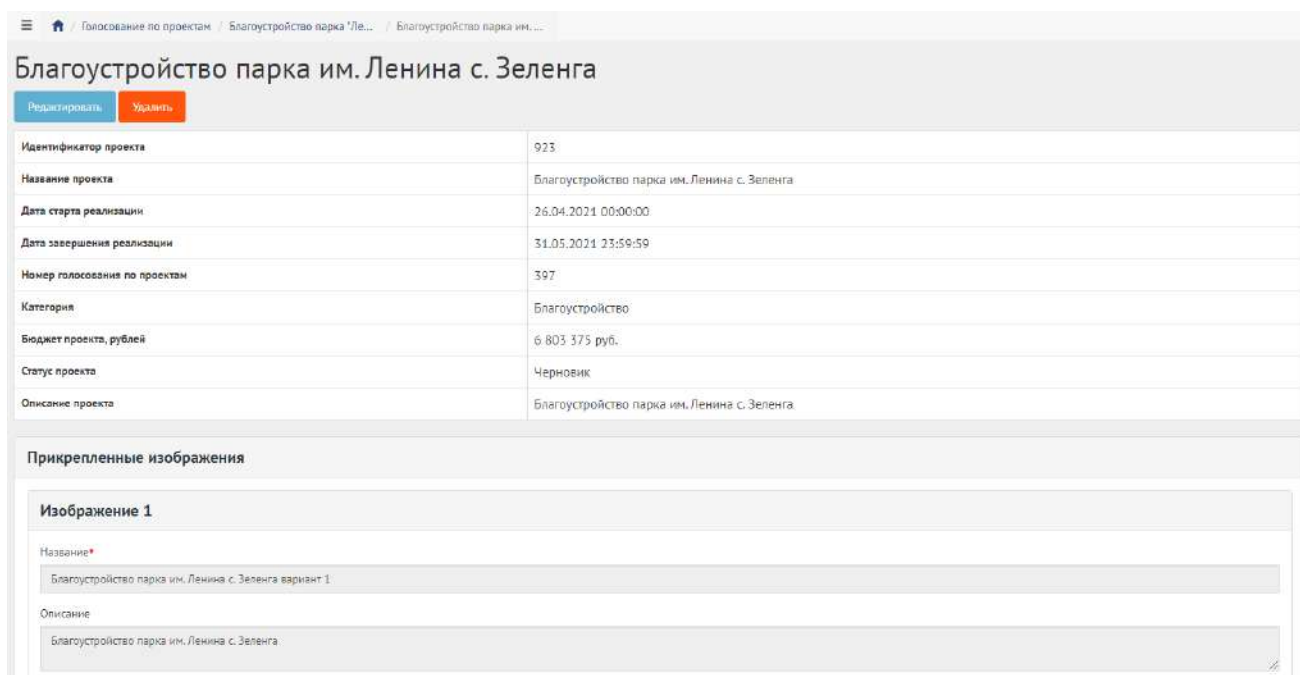 Голосование по проектам / Благоустройство парка "Ле... / Благоустройство парка им. ...
Благоустройство парка им. Ленина с. Зеленга
Редактировать Удалить
Идентификатор проекта 923
Название проекта Благоустройство парка им. Ленина с. Зеленга
Дата старта реализации 26.04.2021 00:00:00
Дата завершения реализации 31.05.2021 23:59:59
Номер голосования по проектам 397
Категория Благоустройство
Бюджет проекта, рублей 6 803 375 руб.
Статус проекта Черновик
Описание проекта Благоустройство парка им. Ленина с. Зеленга
Прикрепленные изображения
Изображение 1
Название*
Благоустройство парка им. Ленина с. Зеленга вариант 1
Описание
Благоустройство парка им. Ленина с. Зеленга